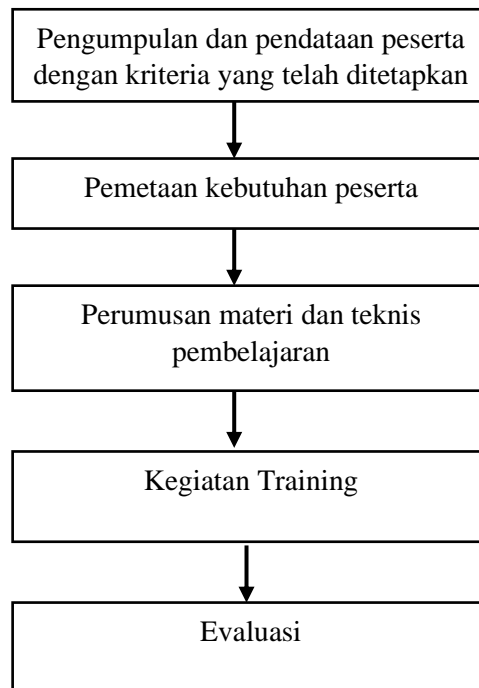 Pengumpulan dan pendataan peserta
dengan kriteria yang telah ditetapkan
Pemetaan kebutuhan peserta
Perumusan materi dan teknis
pembelajaran
Kegiatan Training
Evaluasi